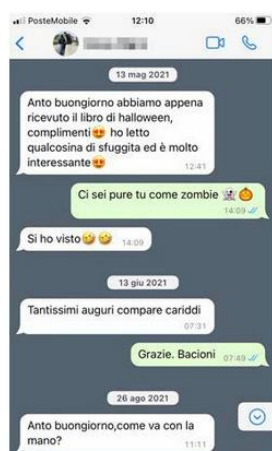 PosteMobile 12:10 66%
13 mag 2021
Anto buongiorno abbiamo appena
ricevuto il libro di halloween,
complimenti😍 ho letto
qualcosina di sfuggita ed è molto
interessante😍
12:41
Ci sei pure tu come zombie 👻🎃
14:09
Si ho visto🤣🤣 14:09
13 giu 2021
Tantissimi auguri compare cariddi
07:31
Grazie. Bacioni 07:49
26 ago 2021
Anto buongiorno,come va con la
mano?
11:11